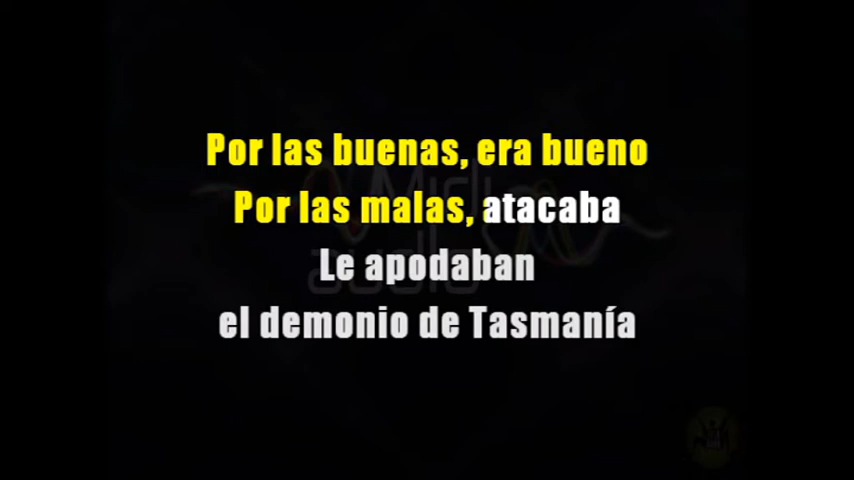 Por las buenas, era bueno
Por las malas, atacaba
Le apodaban
el demonio de Tasmanía